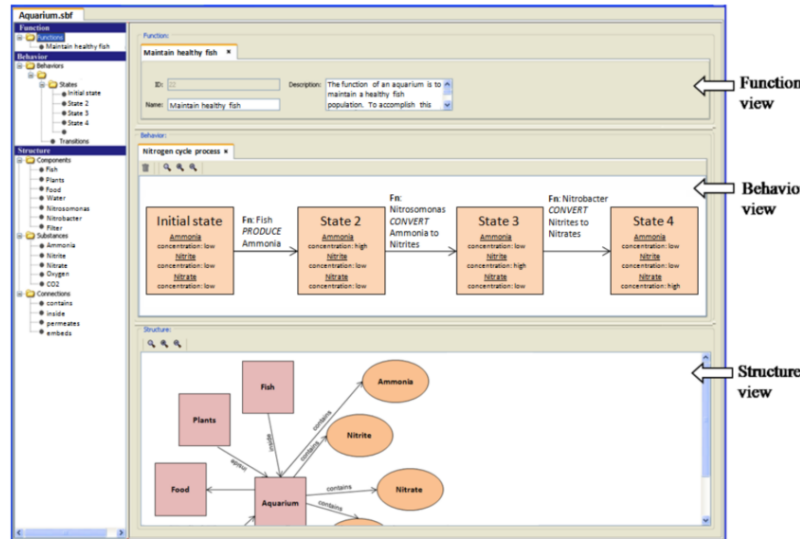 Aquarium.sbf
Function
Functions
Maintain healthy fish
Behavior
Behaviors
States
Initial state
State 2
State 3
State 4
Transitions
Structure
Components
Fish
Plants
Food
Water
Nitrosomonas
Nitrobacter
Filter
Substances
Ammonia
Nitrite
Nitrate
Oxygen
CO2
Connections
contains
inside
permeates
embeds
Function:
Maintain healthy fish ×
ID:
Description: The function of an aquarium is to
maintain a healthy fish
population. To accomplish this
Name: Maintain healthy fish
Behavior:
Nitrogen cycle process ×
Initial state
Ammonia
concentration: low
Nitrite
concentration: low
Nitrate
concentration: low
Fn: Fish
PRODUCE
Ammonia
State 2
Ammonia
concentration: high
Nitrite
concentration: low
Nitrate
concentration: low
Fn:
Nitrosomonas
CONVERT
Ammonia to
Nitrites
State 3
Ammonia
concentration: low
Nitrite
concentration: high
Nitrate
concentration: low
Fn: Nitrobacter
CONVERT
Nitrites to
Nitrates
State 4
Ammonia
concentration: low
Nitrite
concentration: low
Nitrate
concentration: high
Structure:
Fish
Plants
Food
Aquarium
Ammonia
Nitrite
Nitrate
inside
inside
contains
contains
contains
contains
Function
view
Behavio
view
Structure
view